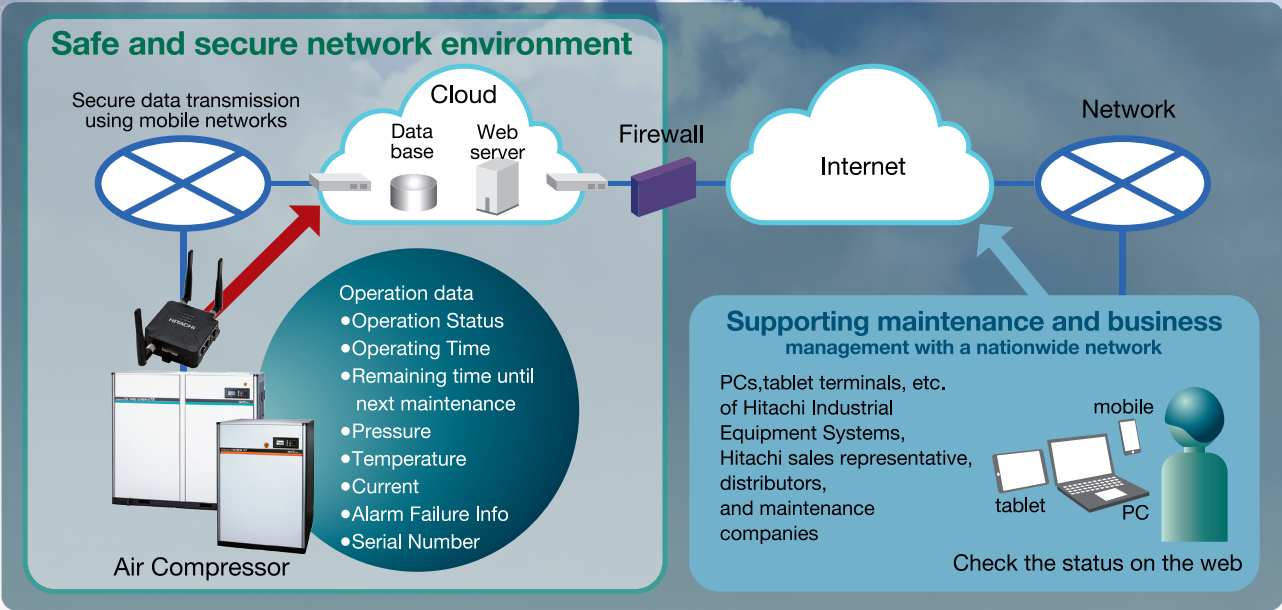 Safe and secure network environment
Secure data transmission
using mobile networks
Cloud
Data
base
Web
server
Firewall
Internet
Network
HITACHI
Operation data
•Operation Status
•Operating Time
•Remaining time until
next maintenance
•Pressure
•Temperature
•Current
•Alarm Failure Info
•Serial Number
Air Compressor
Supporting maintenance and business
management with a nationwide network
PCs,tablet terminals, etc.
of Hitachi Industrial
Equipment Systems,
Hitachi sales representative,
distributors,
and maintenance
companies
mobile
tablet
PC
Check the status on the web